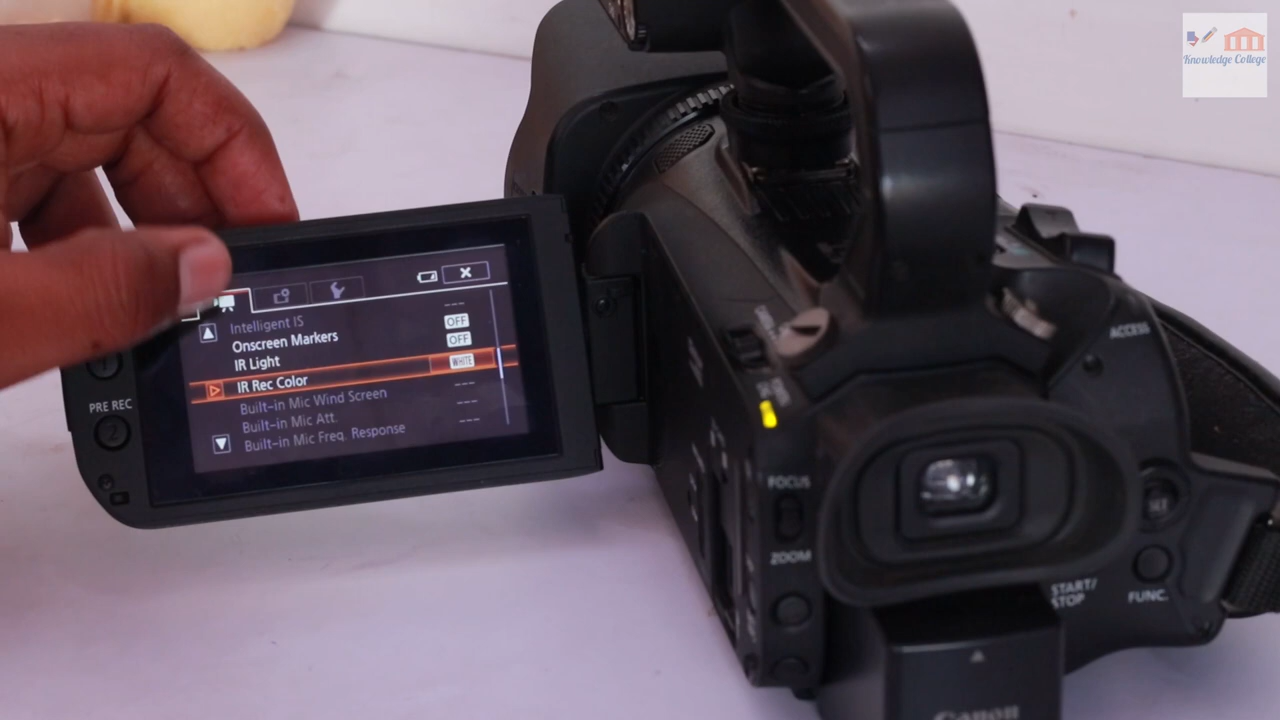 Knowledge College
Intelligent IS ---
Onscreen Markers OFF
IR Light OFF
IR Rec Color WHITE
Built-in Mic Wind Screen ---
Built-in Mic Att. ---
Built-in Mic Freq. Response ---
PRE REC
2
ACCESS
FOCUS
ZOOM
START/
STOP
FUNC.
Canon